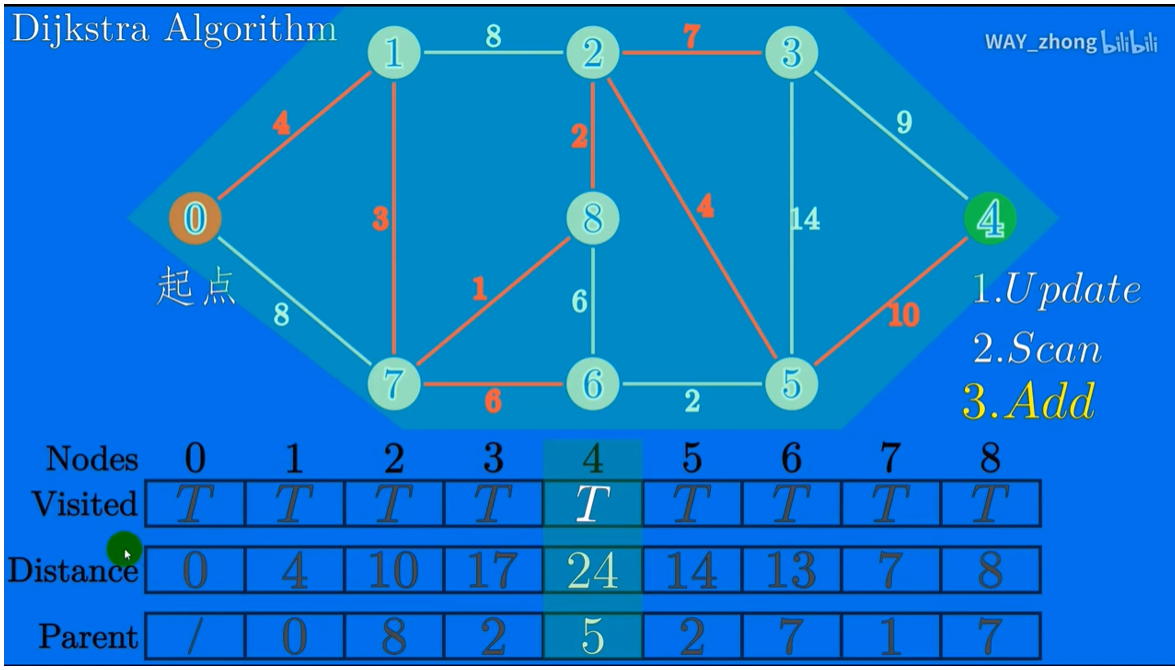 Dijkstra Algorithm
WAY_zhong bilibili
1 8 2 7 3
4 2 9
0 3 8 4 14 4
起点
8 1 6 10
7 6 6 2 5
1.Update
2.Scan
3.Add
Nodes 0 1 2 3 4 5 6 7 8
Visited T T T T T T T T T
Distance 0 4 10 17 24 14 13 7 8
Parent / 0 8 2 5 2 7 1 7